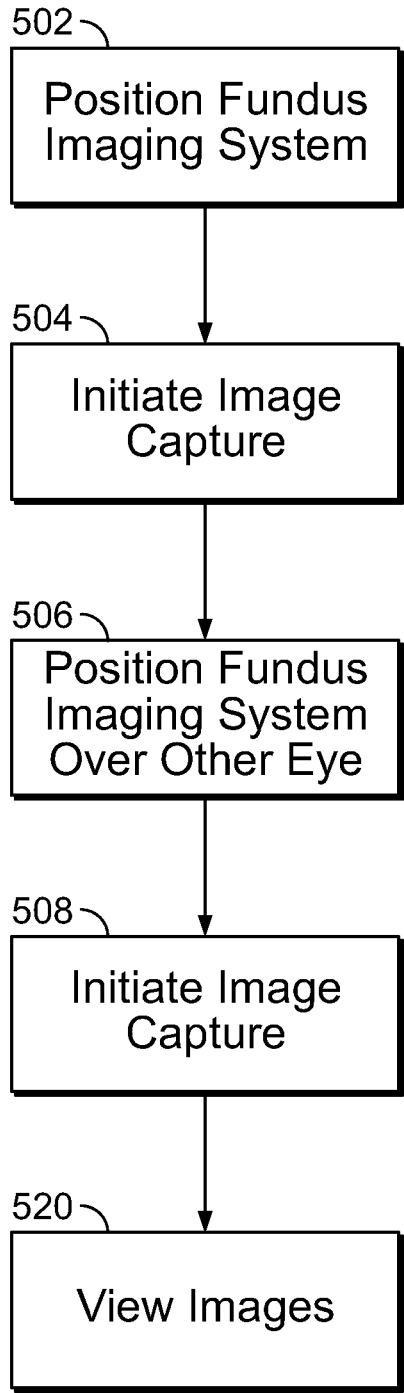 502
Position Fundus
Imaging System
504
Initiate Image
Capture
506
Position Fundus
Imaging System
Over Other Eye
508
Initiate Image
Capture
520
View Images